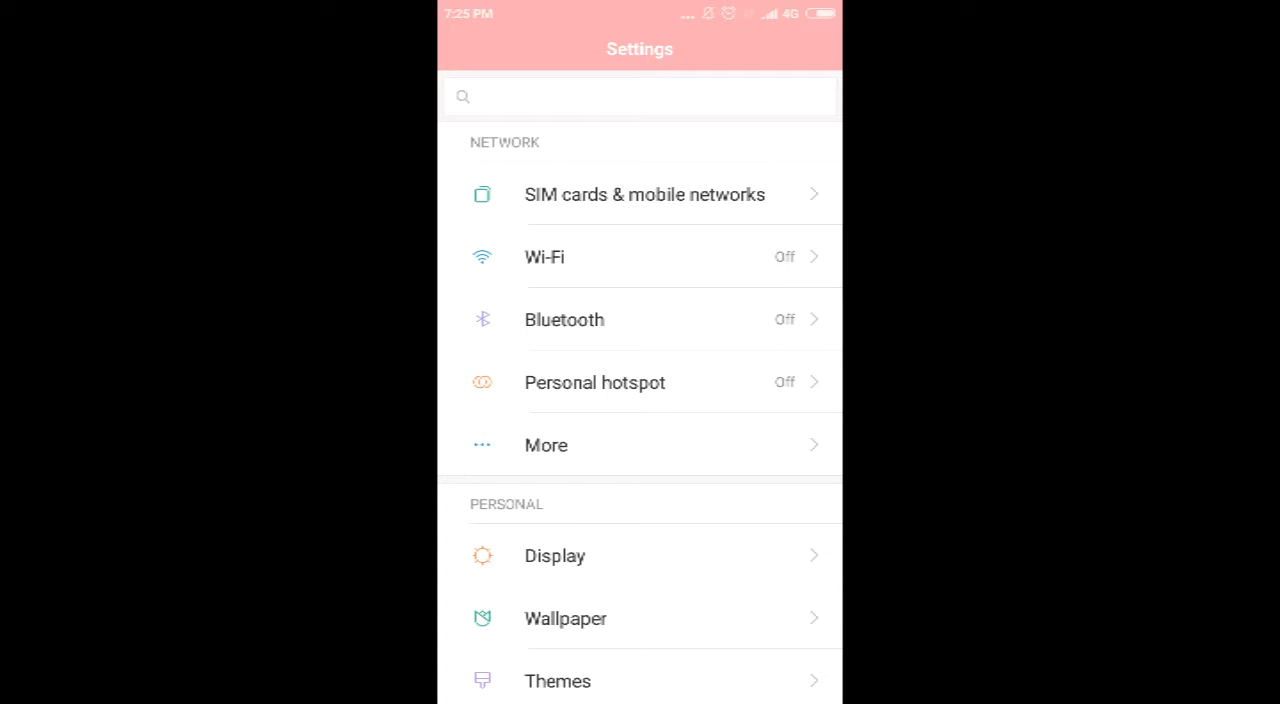 7:25 PM ... 4G
Settings
NETWORK
SIM cards & mobile networks
Wi-Fi Off
Bluetooth Off
Personal hotspot Off
More
PERSONAL
Display
Wallpaper
Themes